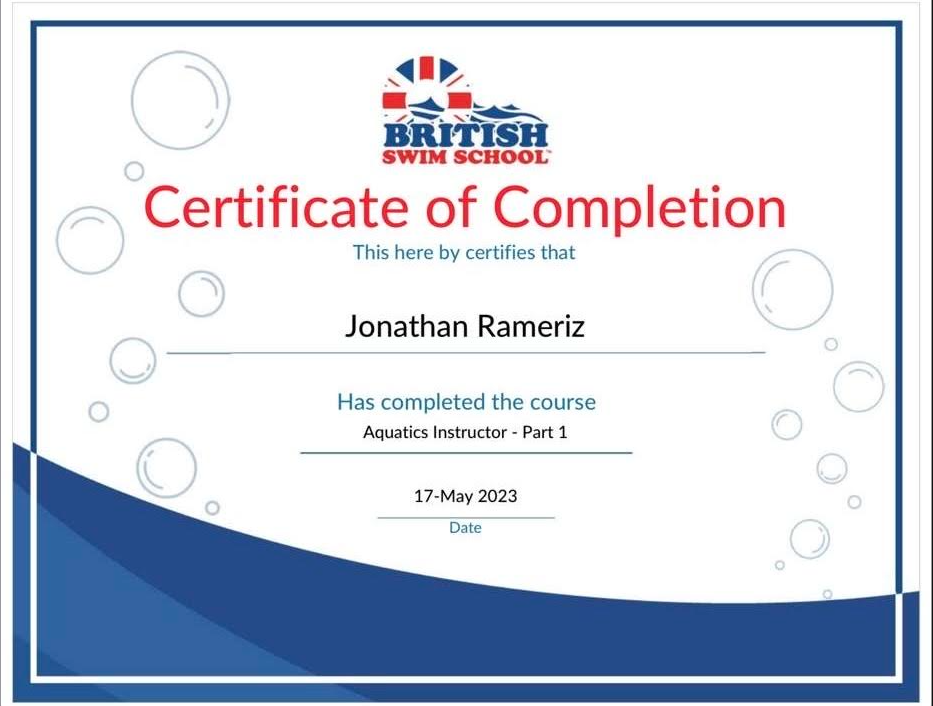 BRITISH
SWIM SCHOOL™
Certificate of Completion
This here by certifies that
Jonathan Rameriz
Has completed the course
Aquatics Instructor - Part 1
17-May 2023
Date